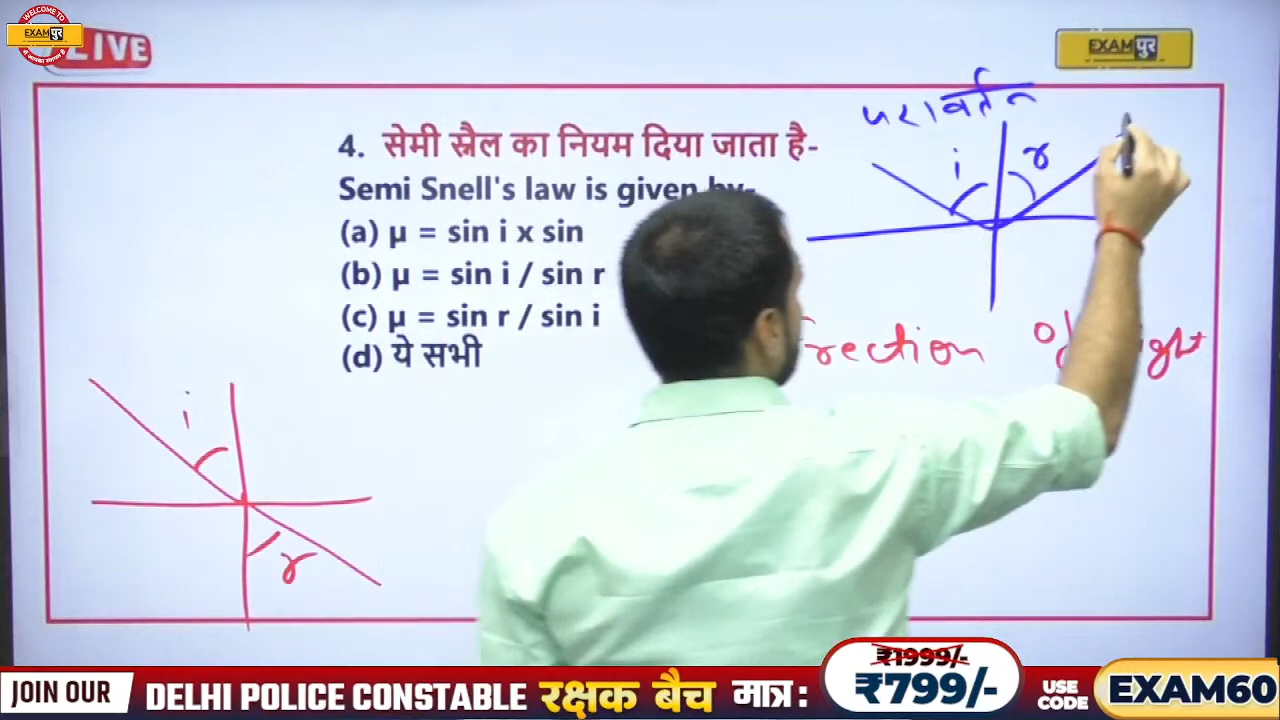 WELCOME TO
EXAMपुर
LIVE
EXAMपुर
परावर्तन
4. सेमी स्नैल का नियम दिया जाता है-
Semi Snell's law is given by-
(a) μ = sin i x sin
(b) μ = sin i / sin r
(c) μ = sin r / sin i
(d) ये सभी
i
r
i
r
JOIN OUR DELHI POLICE CONSTABLE रक्षक बैच मात्र: ₹1999/- ₹799/- USE CODE EXAM60